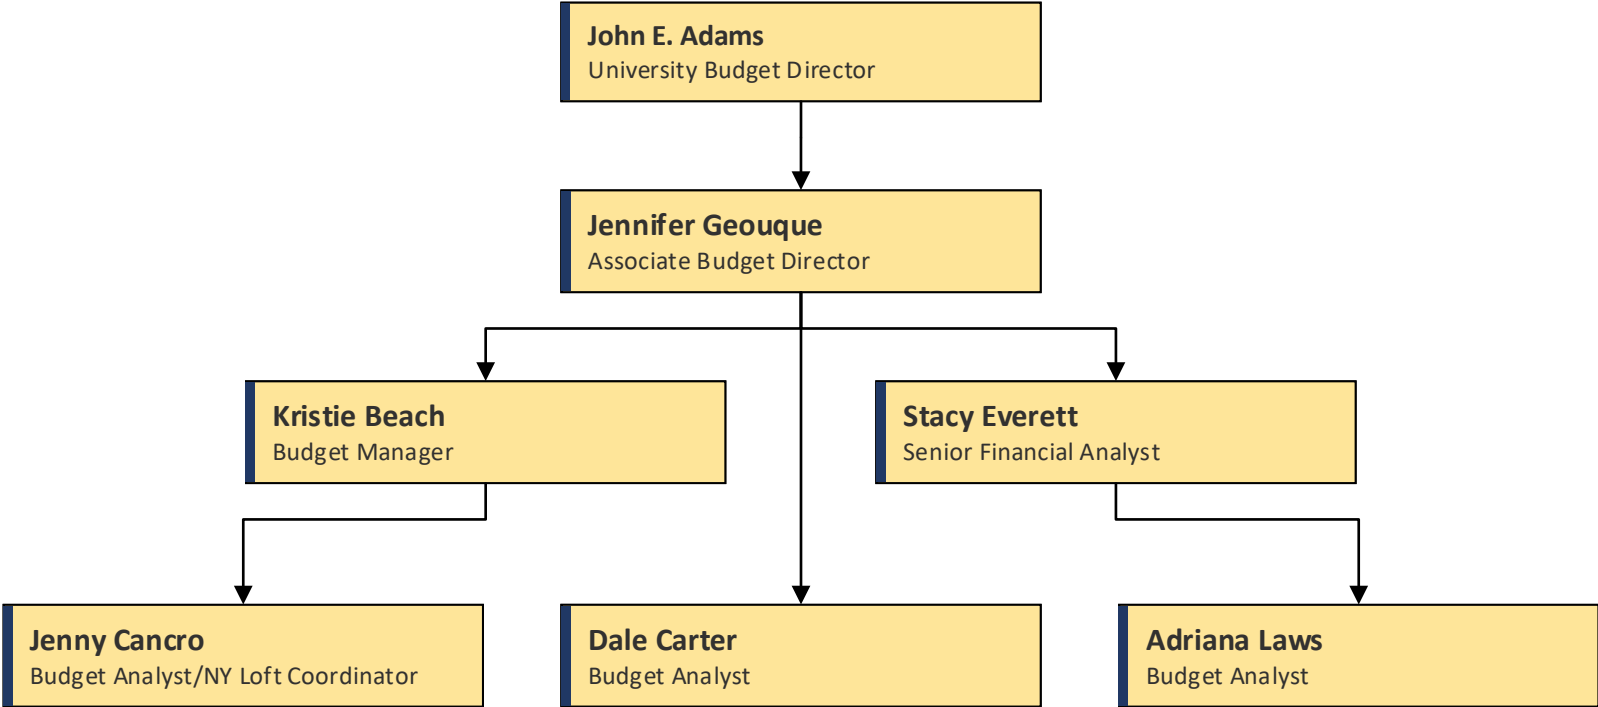 John E. Adams
University Budget Director
Jennifer Geouque
Associate Budget Director
Kristie Beach
Budget Manager
Stacy Everett
Senior Financial Analyst
Jenny Cancro
Budget Analyst/NY Loft Coordinator
Dale Carter
Budget Analyst
Adriana Laws
Budget Analyst